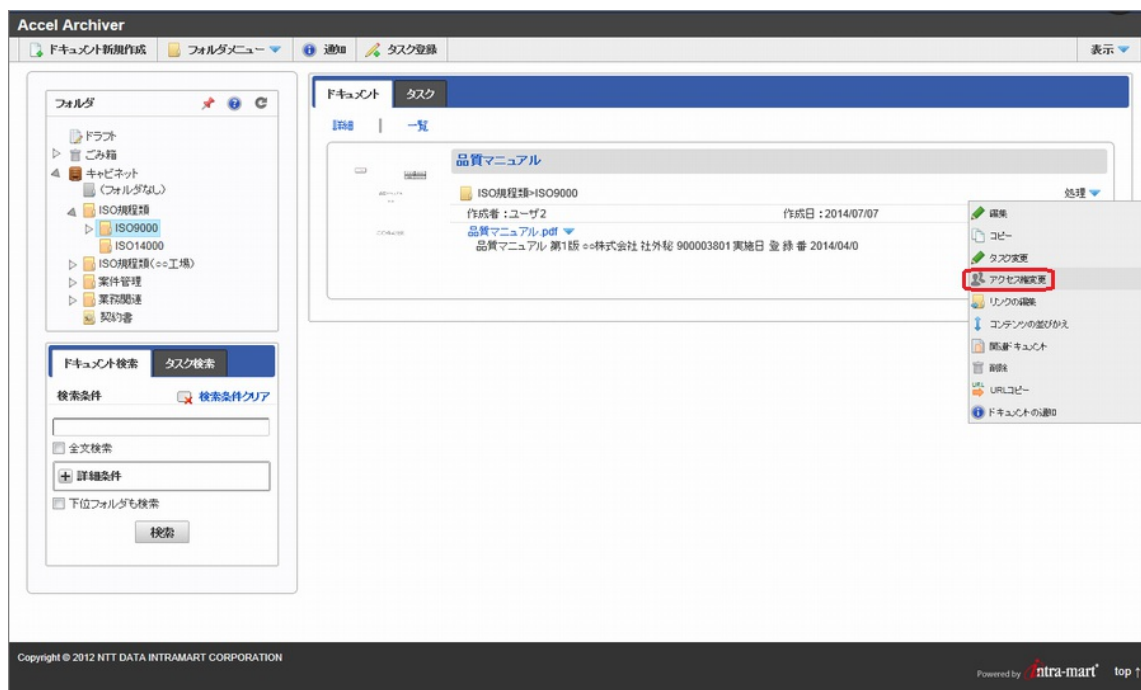 Accel Archiver
ドキュメント新規作成 フォルダメニュー 通知 タスク登録 表示
フォルダ
ドラフト
ごみ箱
キャビネット
(フォルダなし)
ISO規程類
ISO9000
ISO14000
ISO規程類(○○工場)
案件管理
業務関連
契約書
ドキュメント検索 タスク検索
検索条件 検索条件クリア
全文検索
詳細条件
下位フォルダも検索
検索
ドキュメント タスク
詳細 | 一覧
品質マニュアル
ISO規程類>ISO9000 処理
作成者:ユーザ2 作成日:2014/07/07
品質マニュアル.pdf
品質マニュアル 第1版 ○○株式会社 社外秘 900003801 実施日 登 録 番 2014/04/0
編集
コピー
タスク変更
アクセス権変更
リンクの編集
コンテンツの並びかえ
関連ドキュメント
削除
URLコピー
ドキュメントの通知
Copyright © 2012 NTT DATA INTRAMART CORPORATION
Powered by intra-mart top ↑